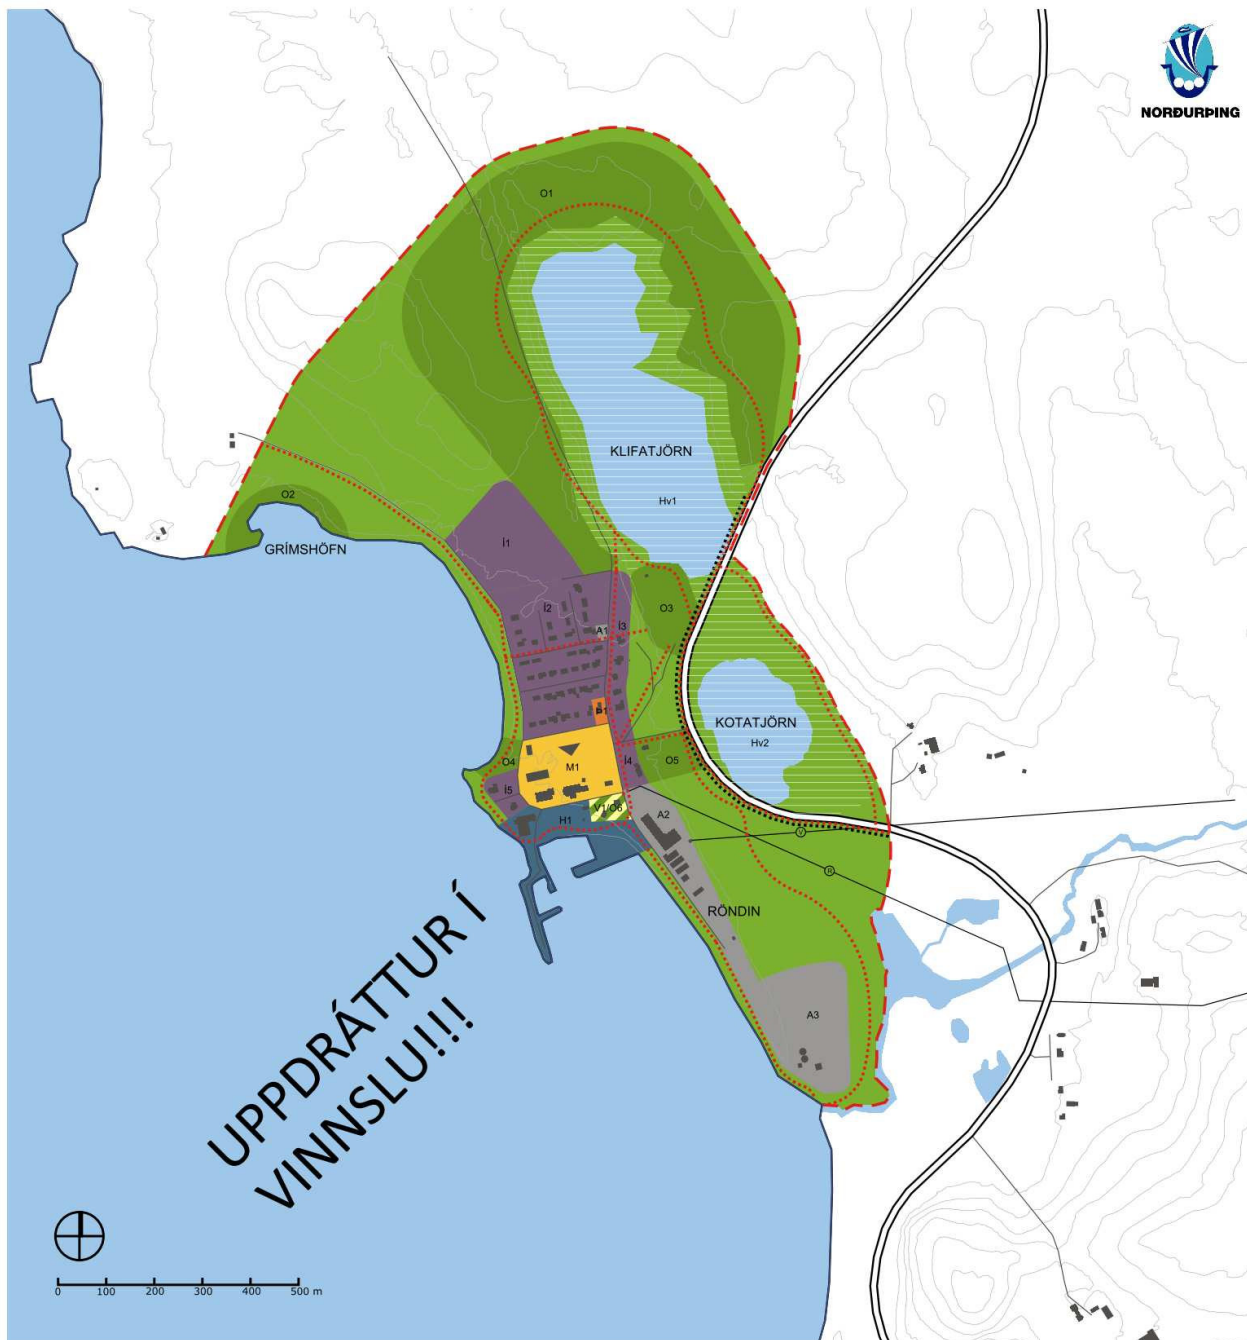 NORÐURÞING
O1
KLIFATJÖRN
Hv1
O2
GRÍMSHÖFN
Í1
Í2
A1
Í3
O3
Þ1
KOTATJÖRN
Hv2
O4
M1
Í4
O5
Í5
V1/O6
H1
A2
V
R
RÖNDIN
A3
UPPDRÁTTUR Í
VINNSLU!!!
0 100 200 300 400 500 m